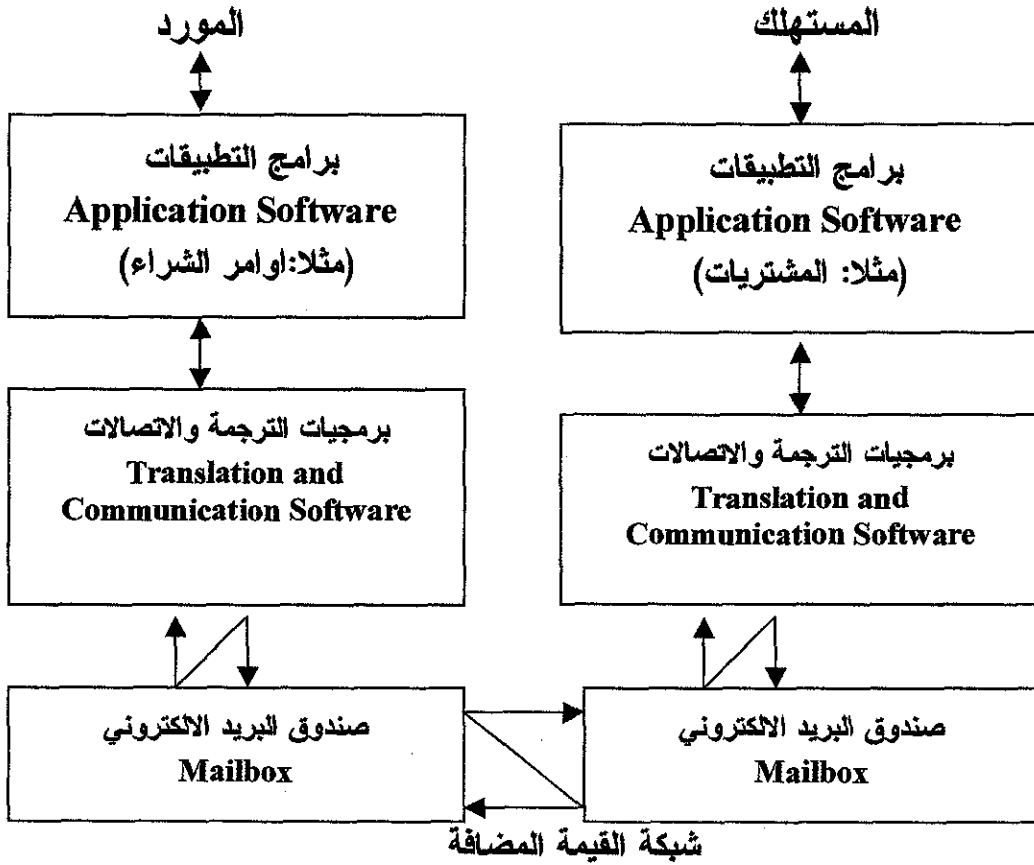 المستهلك
برامج التطبيقات
Application Software
(مثلا: المشتريات)
برمجيات الترجمة والاتصالات
Translation and
Communication Software
صندوق البريد الالكتروني
Mailbox
المورد
برامج التطبيقات
Application Software
(مثلا:اوامر الشراء)
برمجيات الترجمة والاتصالات
Translation and
Communication Software
صندوق البريد الالكتروني
Mailbox
شبكة القيمة المضافة